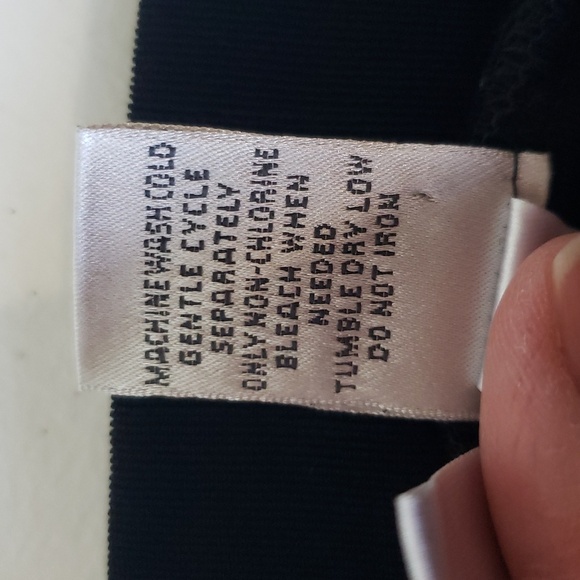 MACHINE WASH COLD
GENTLE CYCLE
SEPARATELY
ONLY NON-CHLORINE
BLEACH WHEN
NEEDED
TUMBLE DRY LOW
DO NOT IRON